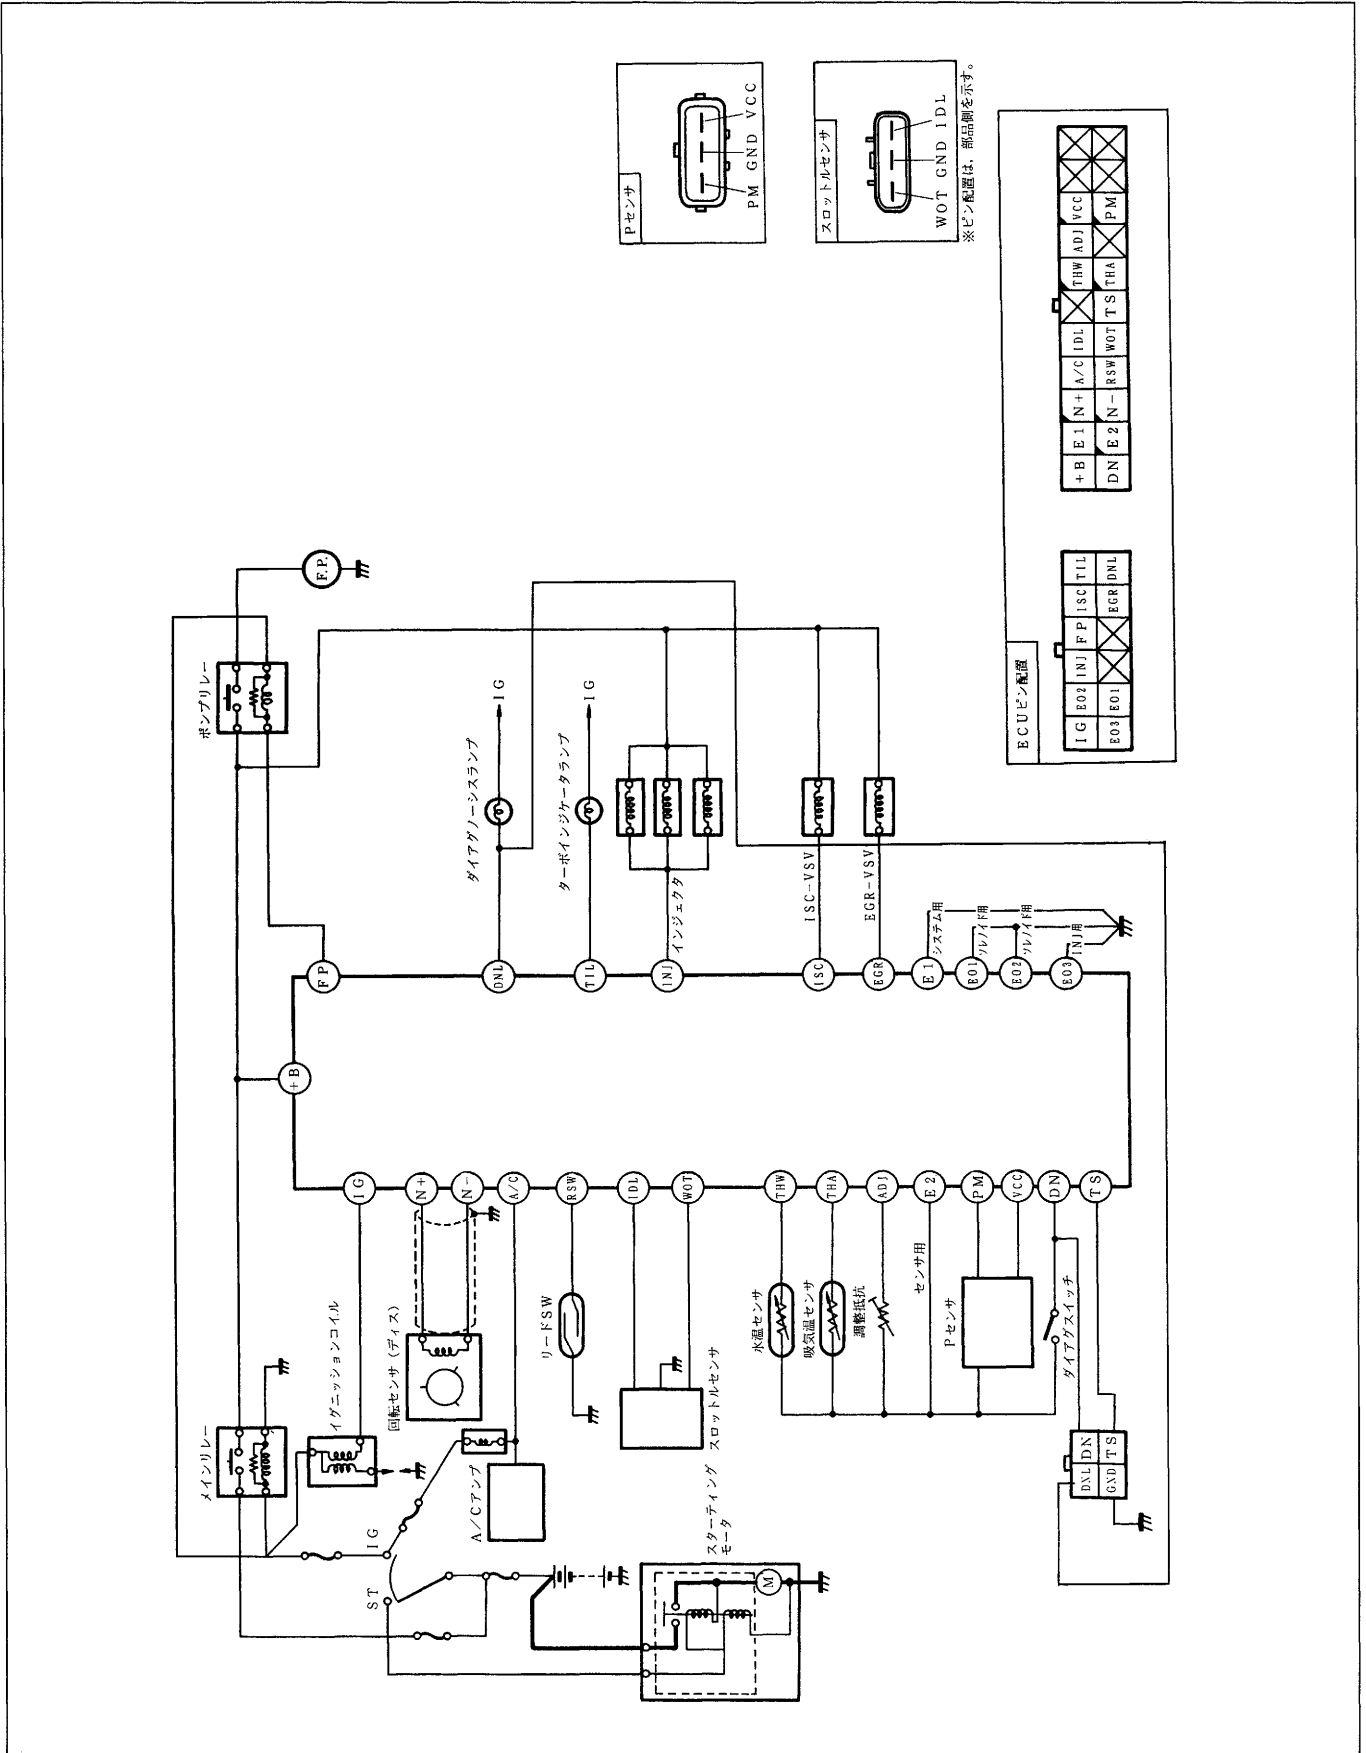 Pセンサ
PM GND VCC
スロットルセンサ
WOT GND IDL
※ピン配置は，部品側を示す。
ECUピン配置
IG E02 INJ FP ISC TIL
E03 E01 EGR DNL
+B E1 N+ A/C IDL THW ADJ VCC
DN E2 N- RSW WOT TS THA PM
ポンプリレー
F.P.
ダイアグノーシスランプ
IG
ターボインジケータランプ
IG
インジェクタ
ISC-VSV
EGR-VSV
システム用
ソレノイド用
ソレノイド用
INJ用
FP
DNL
TIL
INJ
ISC
EGR
E1
E01
E02
E03
+B
IG
N+
N-
A/C
RSW
IDL
WOT
THW
THA
ADJ
E2
PM
VCC
DN
TS
メインリレー
イグニッションコイル
回転センサ（ディス）
A/Cアンプ
リードSW
スロットルセンサ
水温センサ
吸気温センサ
調整抵抗
センサ用
Pセンサ
ダイアグスイッチ
DNL DN
GND TS
ST
IG
スターティング
モータ
M